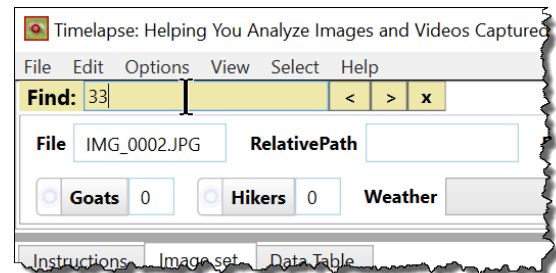 Timelapse: Helping You Analyze Images and Videos Captured
File Edit Options View Select Help
Find: 33 < > x
File IMG_0002.JPG RelativePath
Goats 0 Hikers 0 Weather
Instructions Image set Data Table